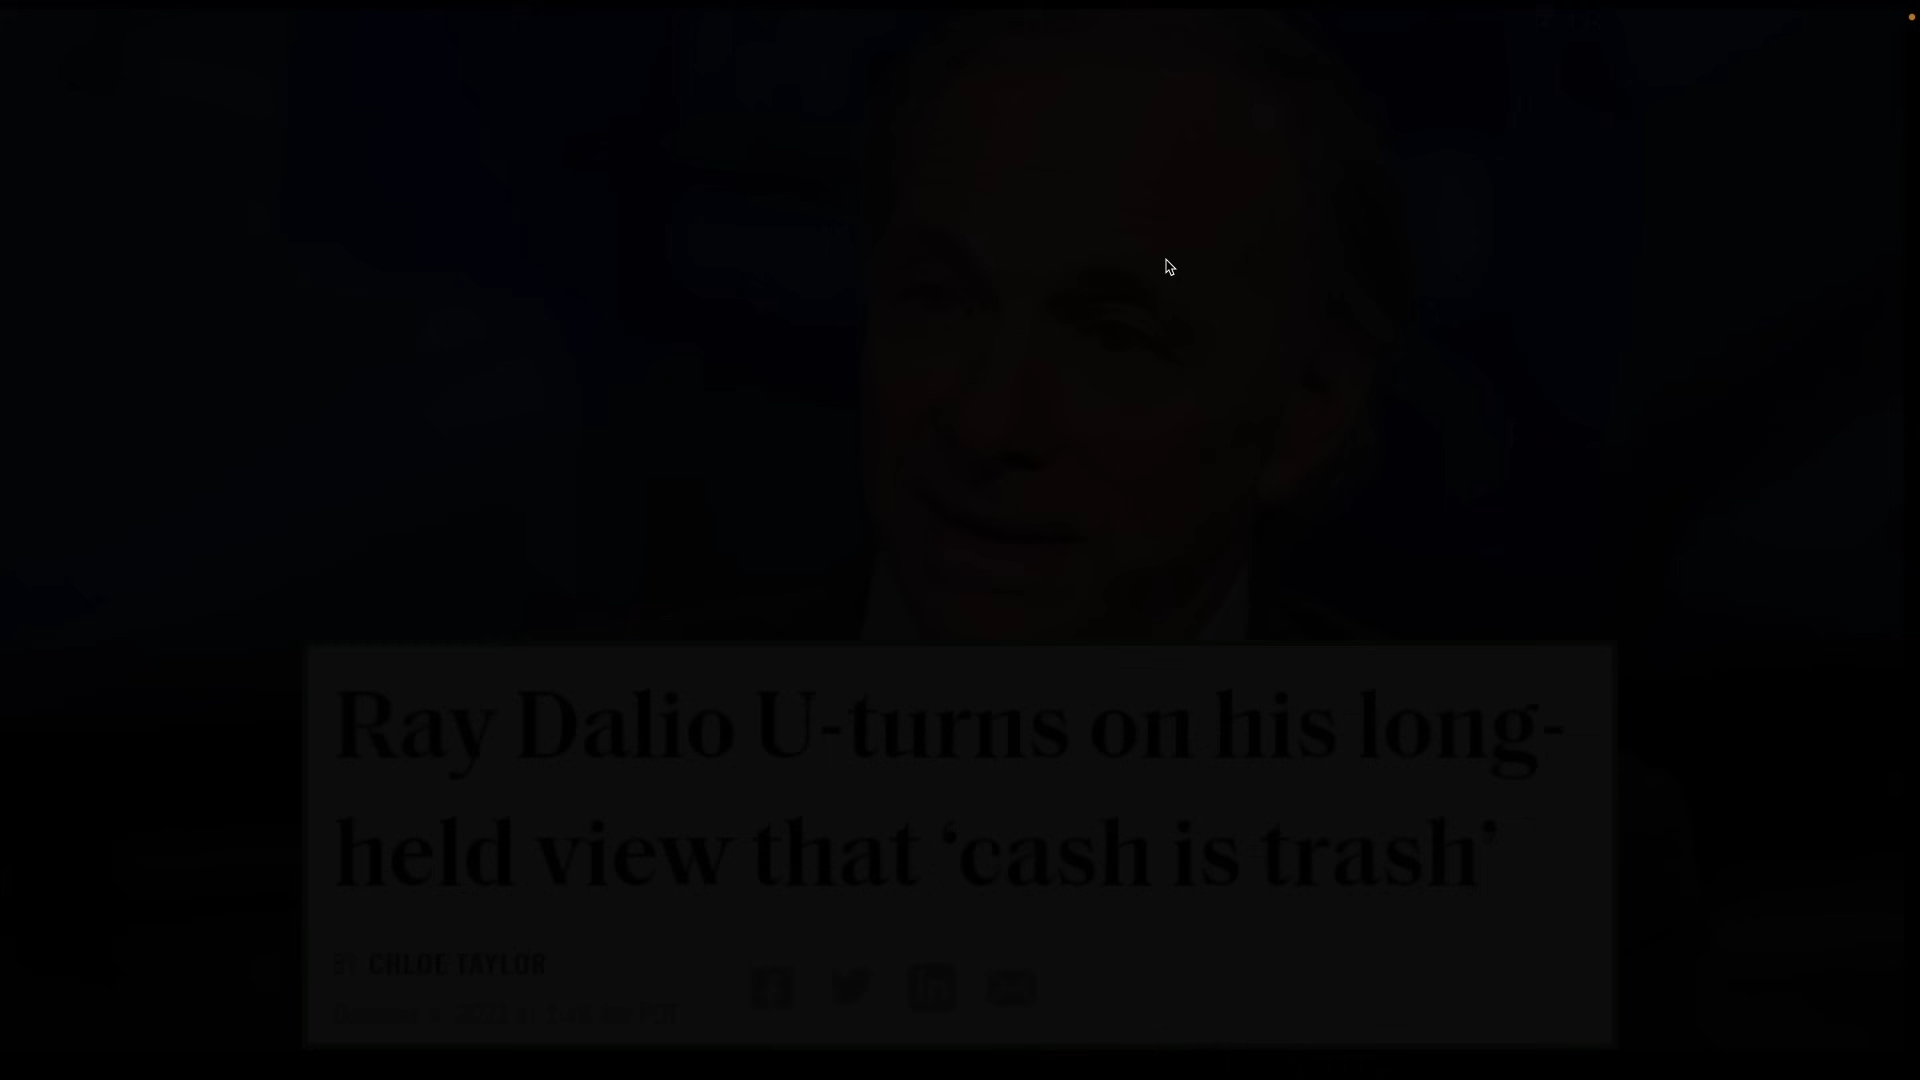 Ray Dalio U-turns on his long-
held view that ‘cash is trash’
BY CHLOE TAYLOR